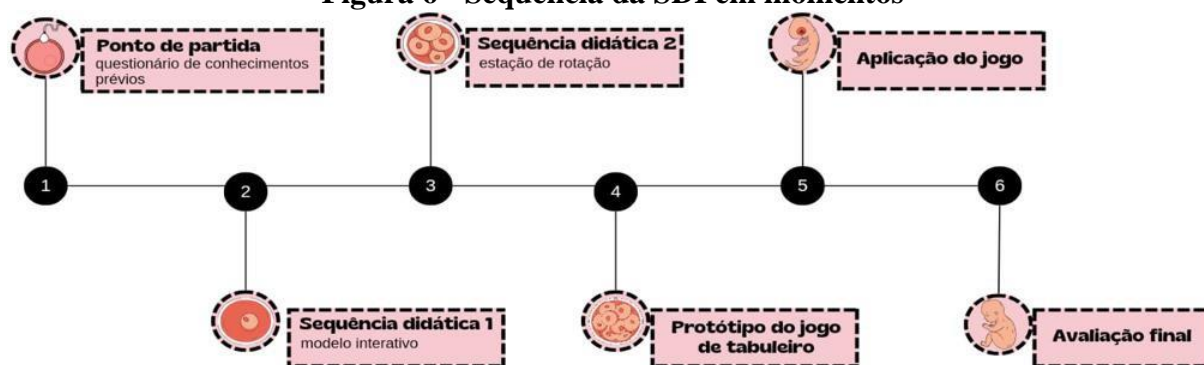 Figura 6 - Sequência da SDI em momentos
Ponto de partida
questionário de conhecimentos
prévios
Sequência didática 2
estação de rotação
Aplicação do jogo
1
2
3
4
5
6
Sequência didática 1
modelo interativo
Protótipo do jogo
de tabuleiro
Avaliação final